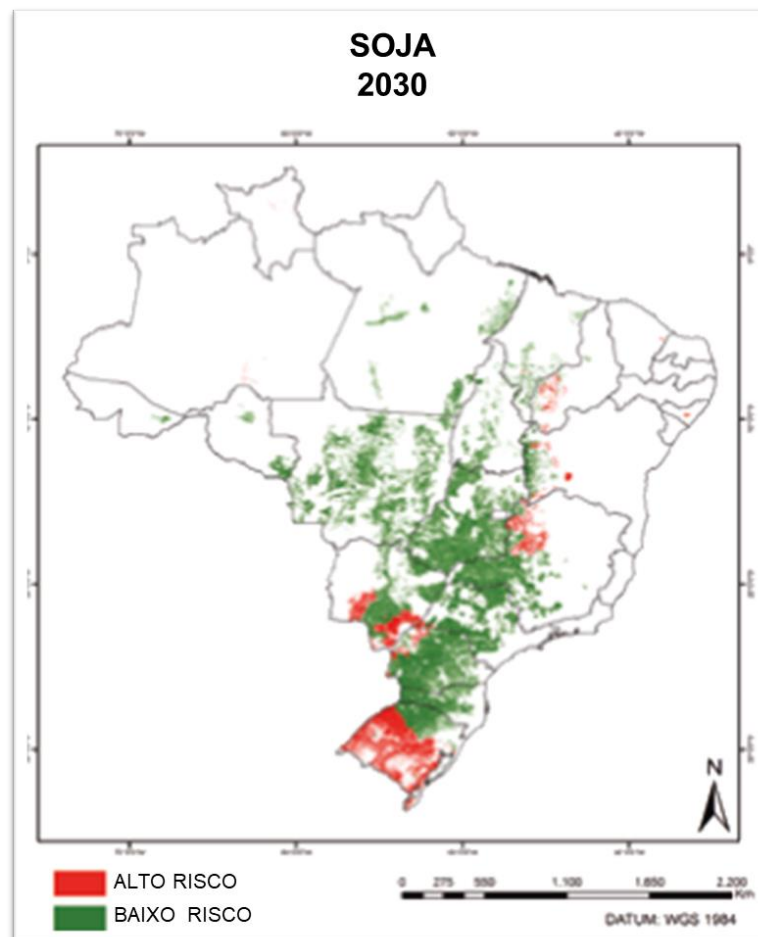 SOJA
2030
N
ALTO RISCO
BAIXO RISCO
0 275 550 1.100 1.650 2.200
Km
DATUM: WGS 1984